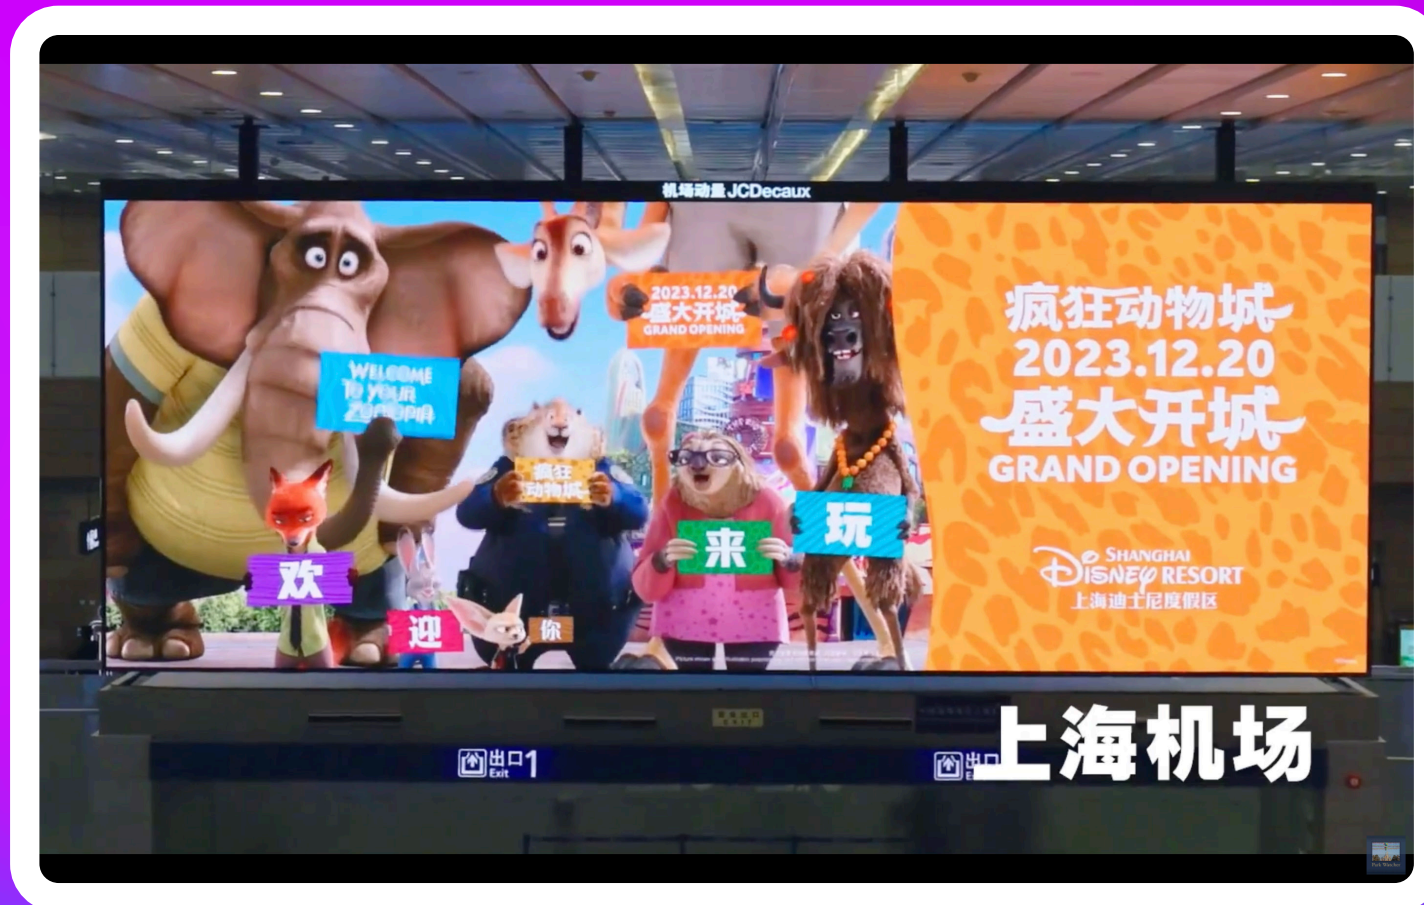 机场动量 JCDecaux
WELCOME
TO YOUR
ZOOTOPIA
2023.12.20
盛大开城
GRAND OPENING
疯狂
动物城
欢
迎
你
来
玩
疯狂动物城
2023.12.20
盛大开城
GRAND OPENING
SHANGHAI
DISNEY RESORT
上海迪士尼度假区
EXIT
出口1
Exit
出口
上海机场